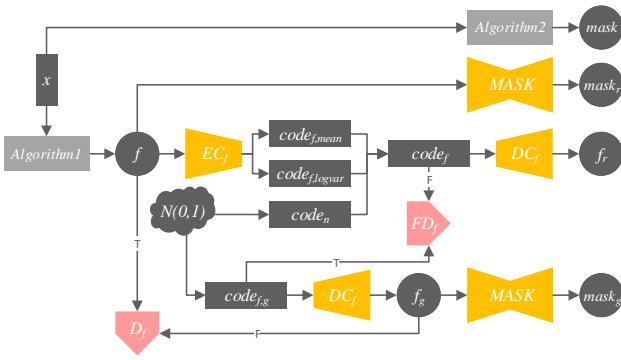 Algorithm2
mask
x
MASK
mask_r
Algorithm1
f
EC_f
code_f,mean
code_f,logvar
code_f
DC_f
f_r
F
N(0,1)
code_n
FD_f
T
T
code_f,g
DC_f
f_g
MASK
mask_g
D_f
F